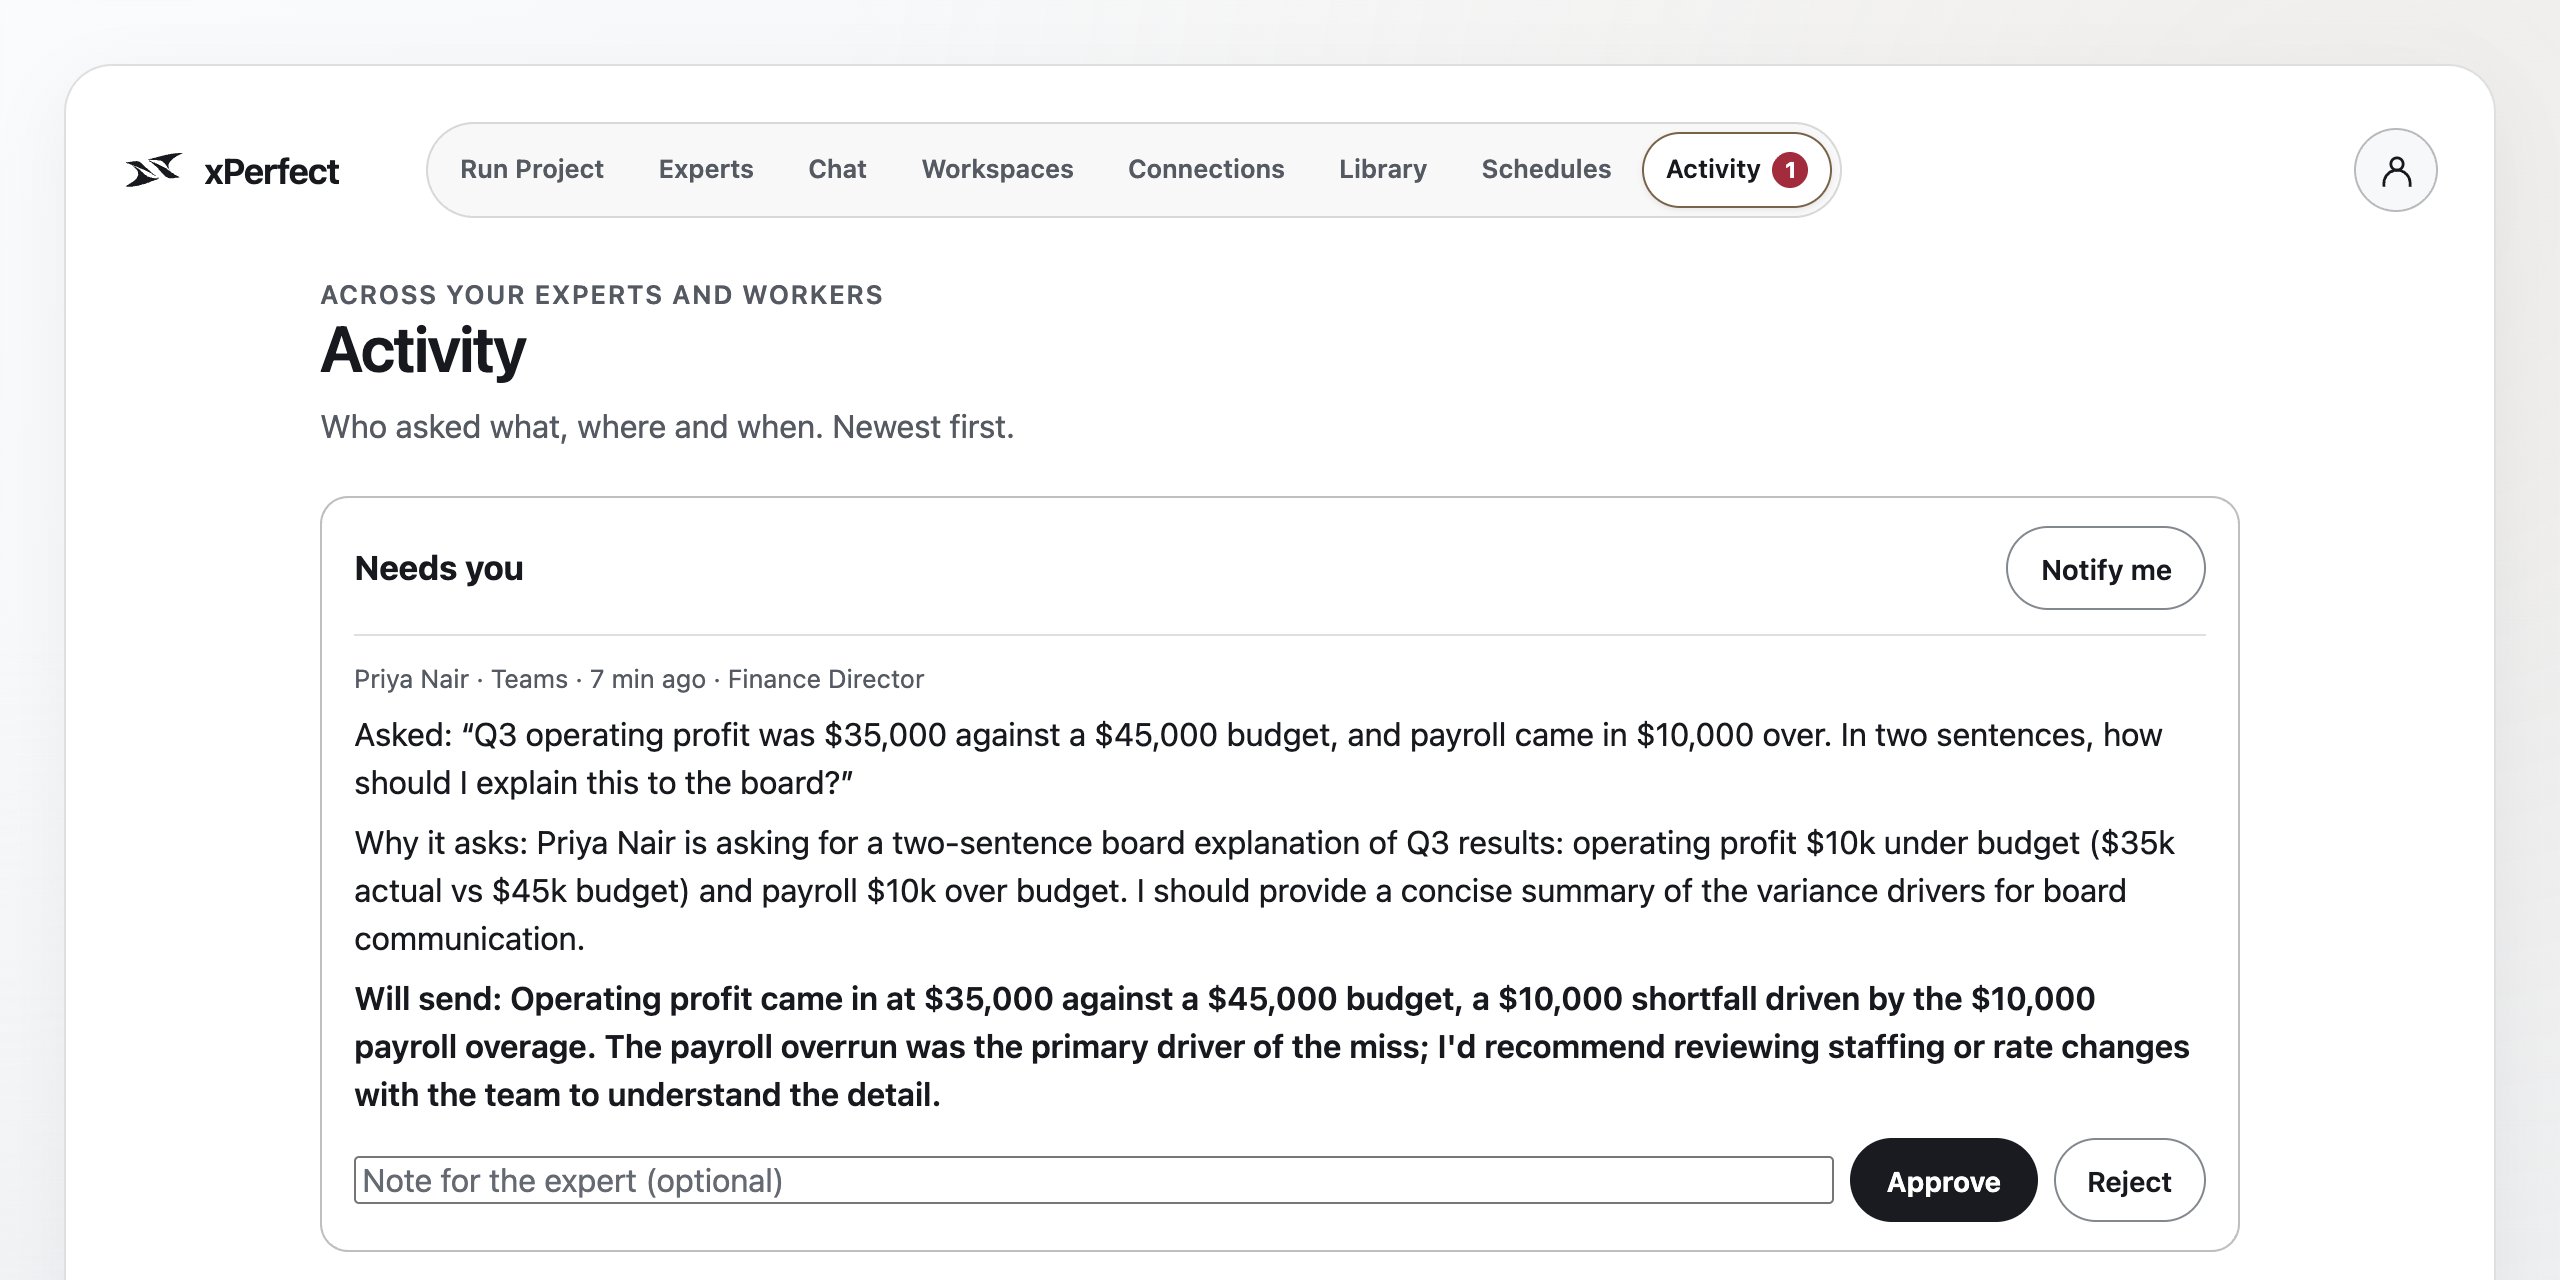 xPerfect
Run Project
Experts
Chat
Workspaces
Connections
Library
Schedules
Activity 1
ACROSS YOUR EXPERTS AND WORKERS
Activity
Who asked what, where and when. Newest first.
Needs you
Notify me
Priya Nair · Teams · 7 min ago · Finance Director
Asked: “Q3 operating profit was $35,000 against a $45,000 budget, and payroll came in $10,000 over. In two sentences, how
should I explain this to the board?”
Why it asks: Priya Nair is asking for a two-sentence board explanation of Q3 results: operating profit $10k under budget ($35k
actual vs $45k budget) and payroll $10k over budget. I should provide a concise summary of the variance drivers for board
communication.
Will send: Operating profit came in at $35,000 against a $45,000 budget, a $10,000 shortfall driven by the $10,000
payroll overage. The payroll overrun was the primary driver of the miss; I'd recommend reviewing staffing or rate changes
with the team to understand the detail.
Note for the expert (optional)
Approve
Reject